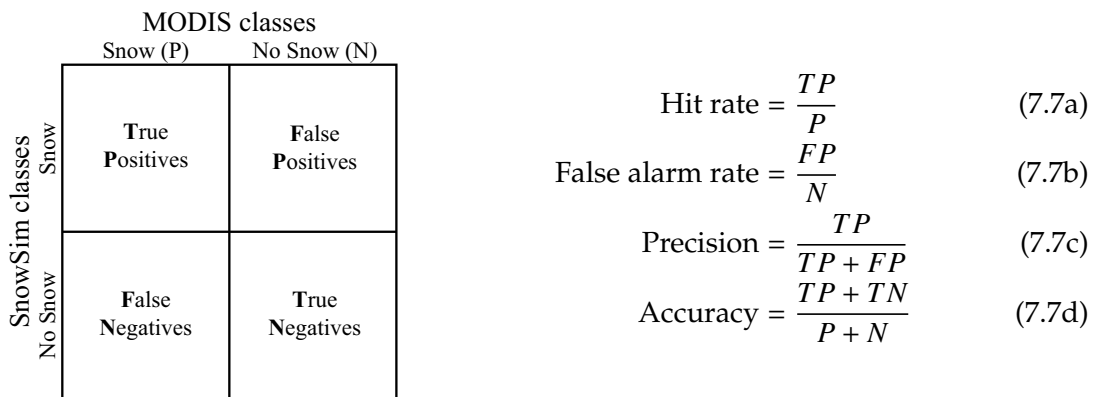 MODIS classes
Snow (P) No Snow (N)
SnowSim classes
Snow
No Snow
True
Positives
False
Positives
False
Negatives
True
Negatives
Hit rate = TP / P (7.7a)
False alarm rate = FP / N (7.7b)
Precision = TP / TP + FP (7.7c)
Accuracy = TP + TN / P + N (7.7d)